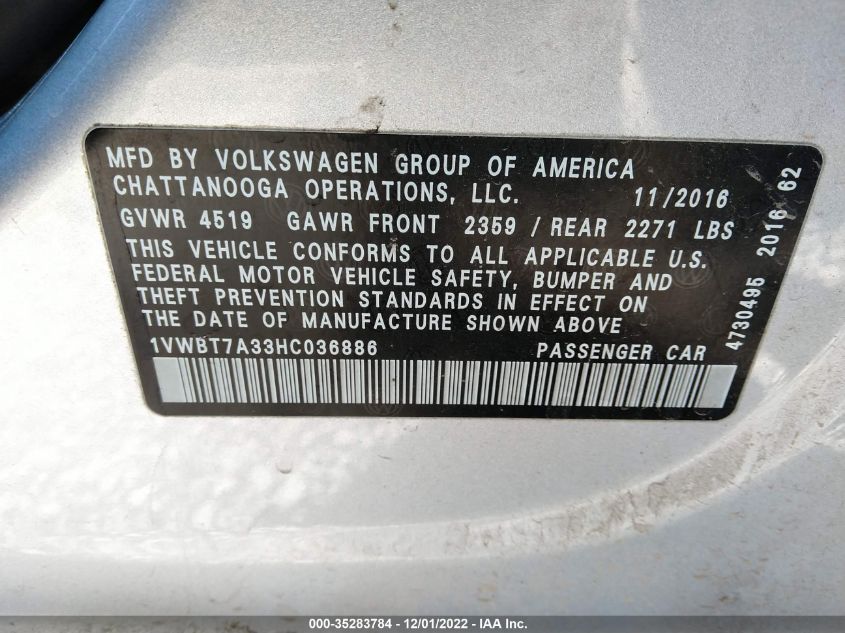 MFD BY VOLKSWAGEN GROUP OF AMERICA
CHATTANOOGA OPERATIONS, LLC. 11/2016
GVWR 4519 GAWR FRONT 2359 / REAR 2271 LBS
THIS VEHICLE CONFORMS TO ALL APPLICABLE U.S.
FEDERAL MOTOR VEHICLE SAFETY, BUMPER AND
THEFT PREVENTION STANDARDS IN EFFECT ON
THE DATE OF MANUFACTURE SHOWN ABOVE
1VWBT7A33HC036886 PASSENGER CAR
4730495 2016 62
000-35283784 - 12/01/2022 - IAA Inc.